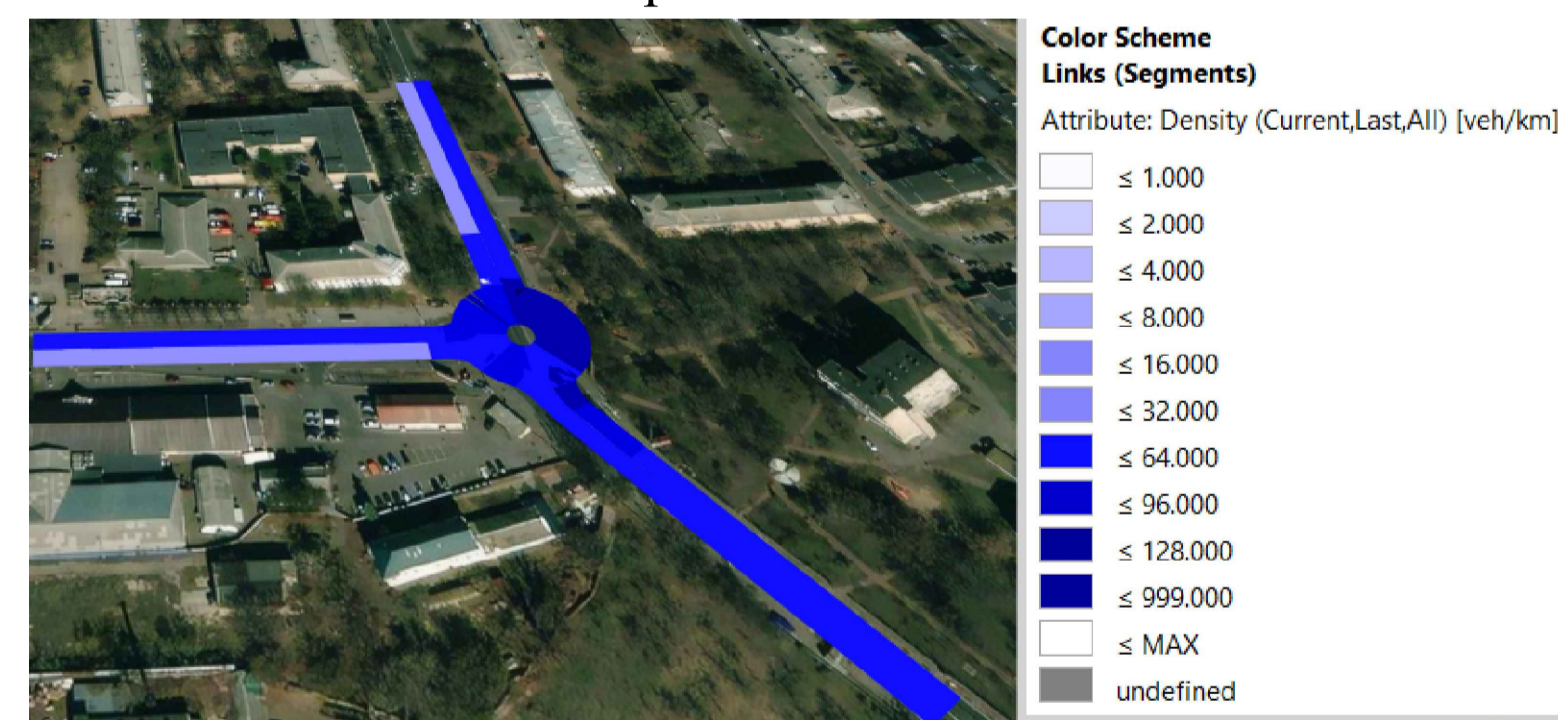 Color Scheme
Links (Segments)
Attribute: Density (Current,Last,All) [veh/km]
≤ 1.000
≤ 2.000
≤ 4.000
≤ 8.000
≤ 16.000
≤ 32.000
≤ 64.000
≤ 96.000
≤ 128.000
≤ 999.000
≤ MAX
undefined